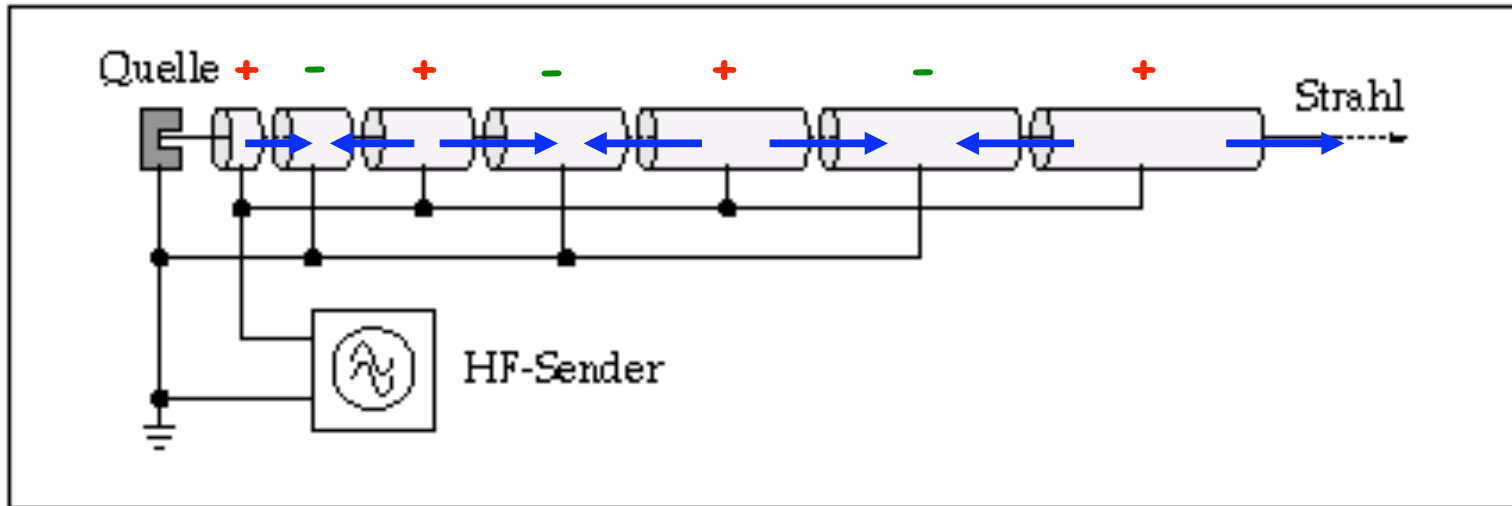 Quelle + - + - + - +
Strahl
HF-Sender